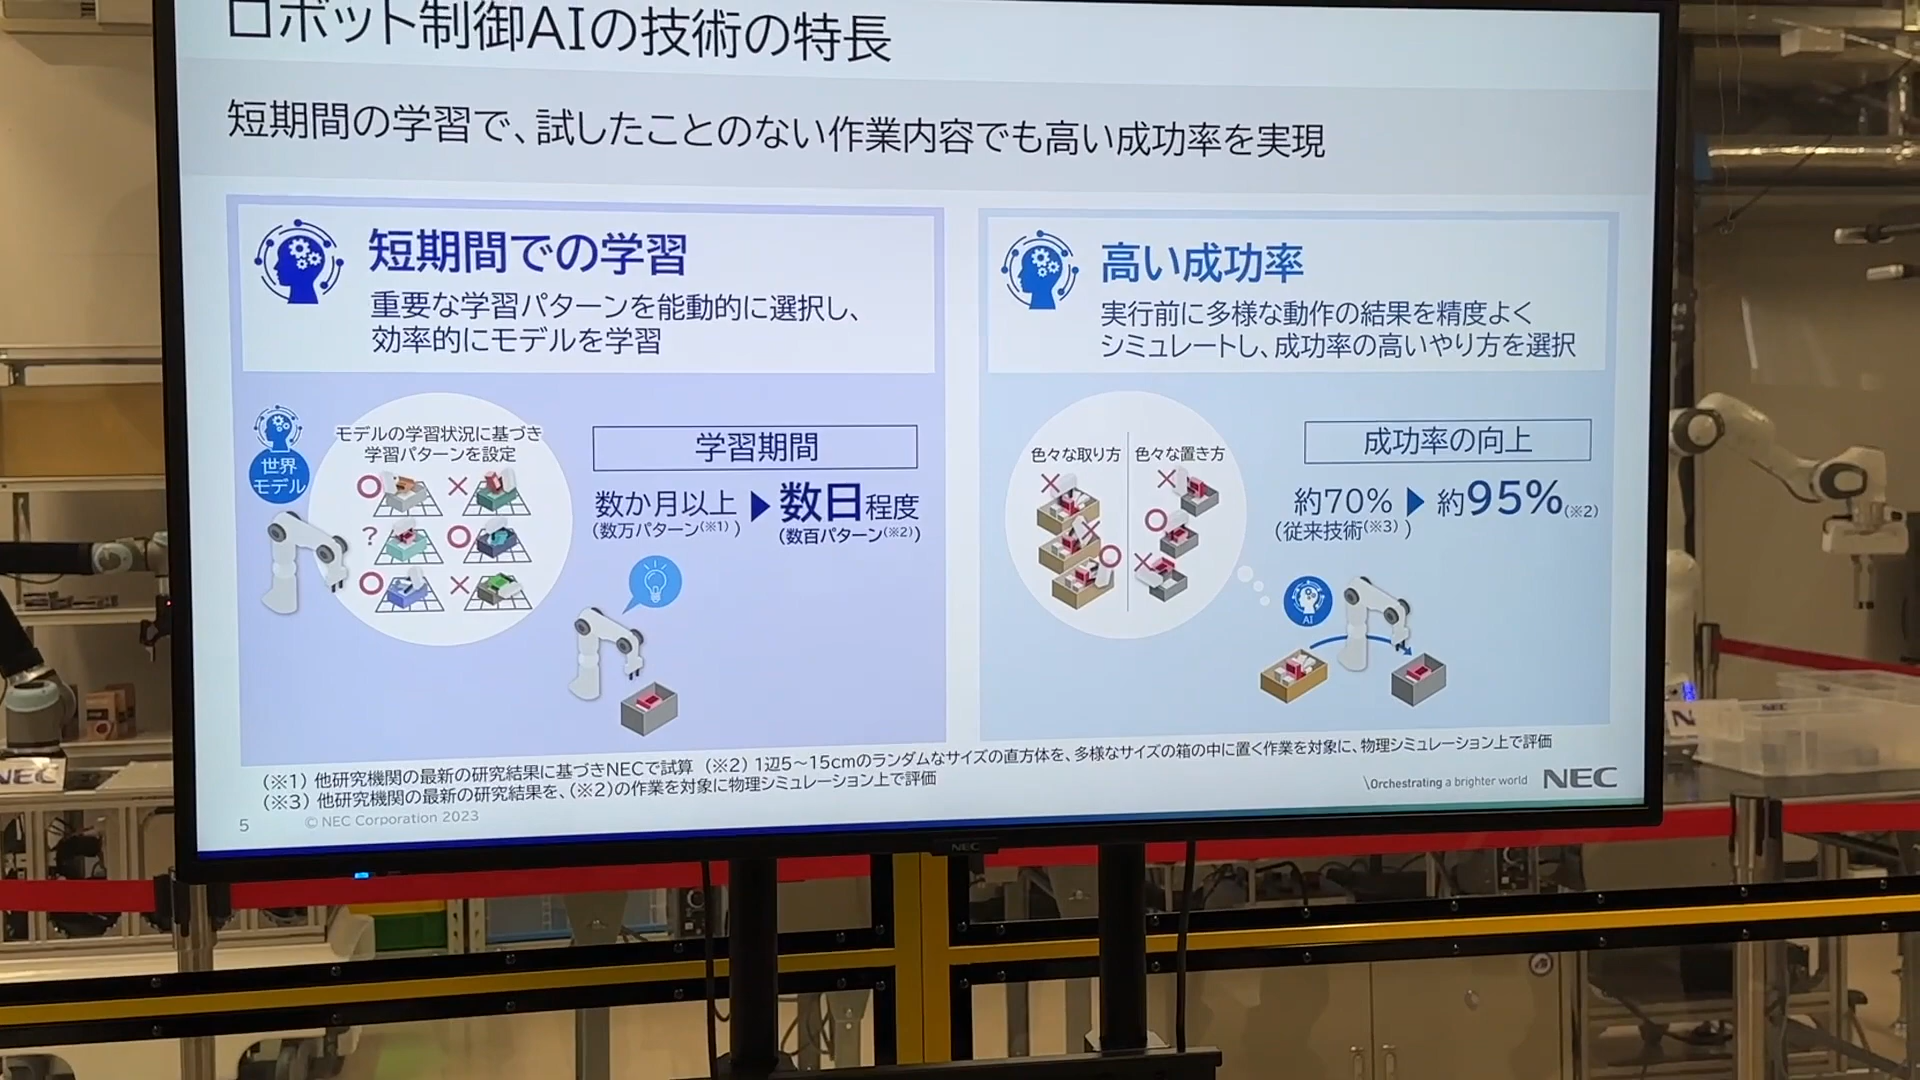 ロボット制御AIの技術の特長
短期間の学習で、試したことのない作業内容でも高い成功率を実現
短期間での学習
重要な学習パターンを能動的に選択し、
効率的にモデルを学習
世界
モデル
モデルの学習状況に基づき
学習パターンを設定
?
学習期間
数か月以上 ▶ 数日程度
(数万パターン(※1)) (数百パターン(※2))
高い成功率
実行前に多様な動作の結果を精度よく
シミュレートし、成功率の高いやり方を選択
色々な取り方 色々な置き方
成功率の向上
約70% ▶ 約95%(※2)
(従来技術(※3))
AI
(※1) 他研究機関の最新の研究結果に基づきNECで試算 (※2) 1辺5~15cmのランダムなサイズの直方体を、多様なサイズの箱の中に置く作業を対象に、物理シミュレーション上で評価
(※3) 他研究機関の最新の研究結果を、(※2)の作業を対象に物理シミュレーション上で評価
5
© NEC Corporation 2023
\Orchestrating a brighter world
NEC
NEC
NEC
NEC